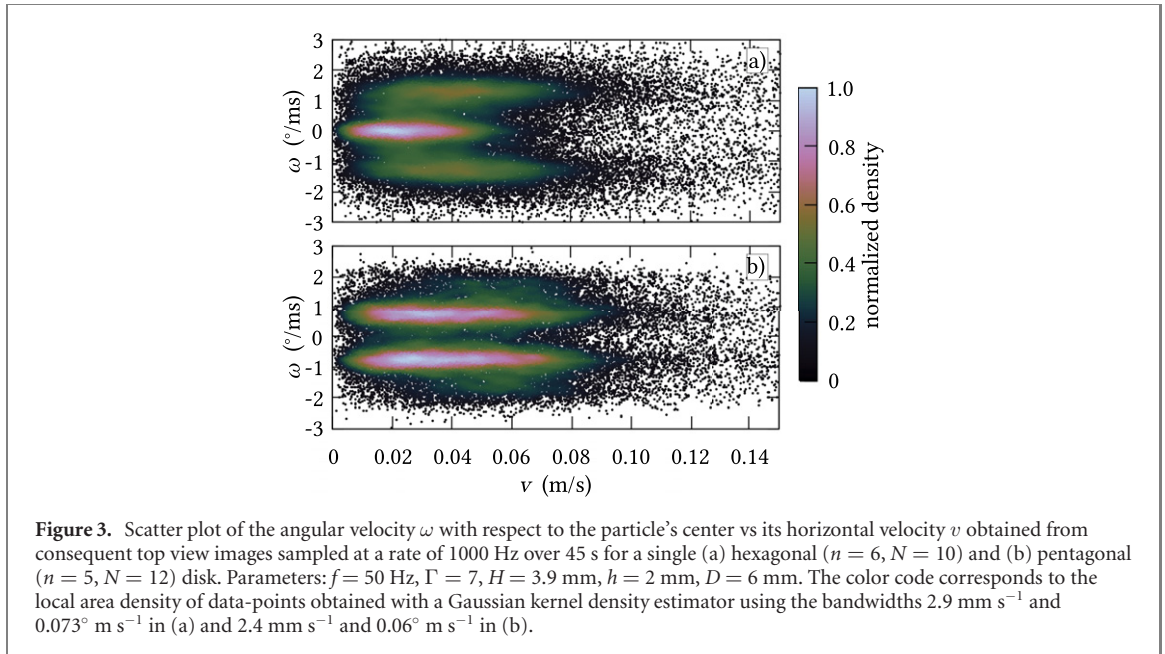 3
2
1
0
-1
-2
-3
ω (°/ms)
a)
3
2
1
0
-1
-2
-3
ω (°/ms)
b)
0 0.02 0.04 0.06 0.08 0.10 0.12 0.14
v (m/s)
1.0
0.8
0.6
0.4
0.2
0
normalized density
Figure 3. Scatter plot of the angular velocity ω with respect to the particle's center vs its horizontal velocity v obtained from
consequent top view images sampled at a rate of 1000 Hz over 45 s for a single (a) hexagonal (n = 6, N = 10) and (b) pentagonal
(n = 5, N = 12) disk. Parameters: f = 50 Hz, Γ = 7, H = 3.9 mm, h = 2 mm, D = 6 mm. The color code corresponds to the
local area density of data-points obtained with a Gaussian kernel density estimator using the bandwidths 2.9 mm s⁻¹ and
0.073° m s⁻¹ in (a) and 2.4 mm s⁻¹ and 0.06° m s⁻¹ in (b).